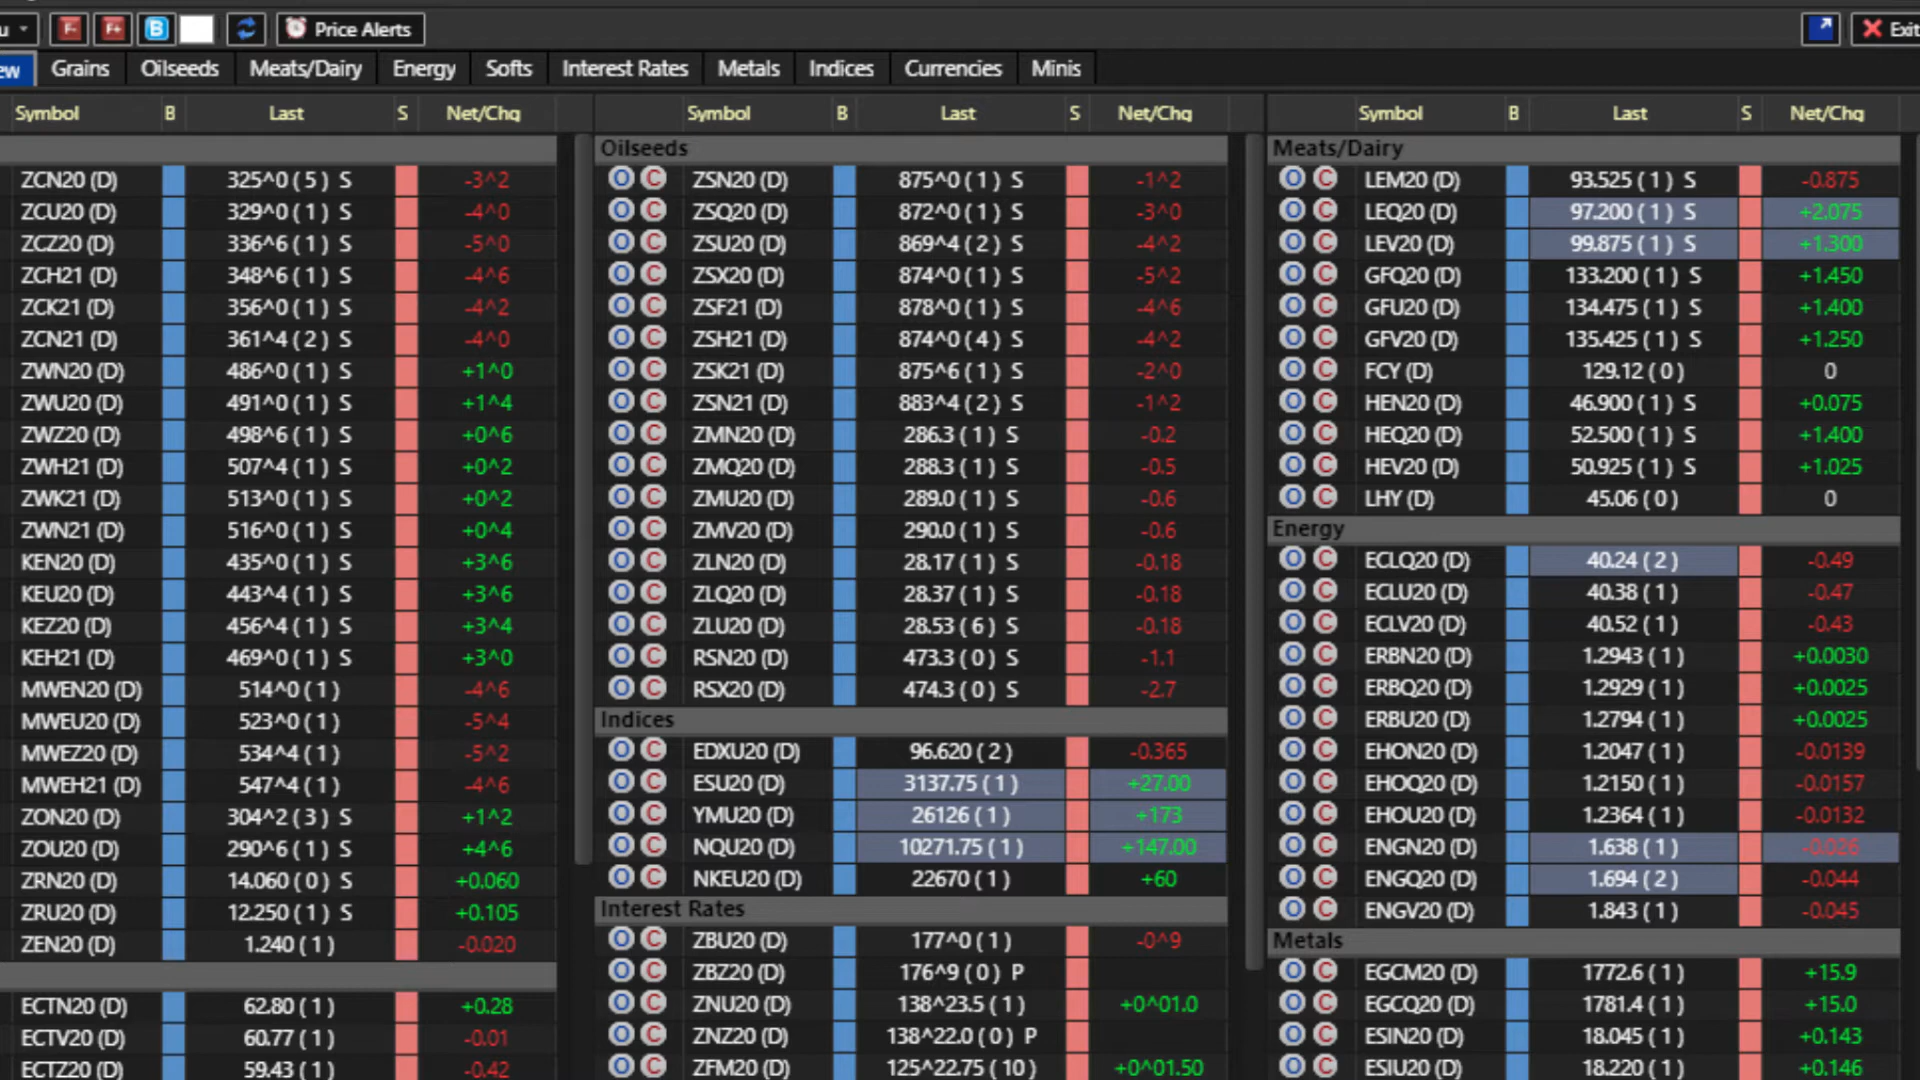 F- F+ B Price Alerts Exit
Grains Oilseeds Meats/Dairy Energy Softs Interest Rates Metals Indices Currencies Minis
Symbol B Last S Net/Chg
ZCN20 (D) 325^0 ( 5 ) S -3^2
ZCU20 (D) 329^0 ( 1 ) S -4^0
ZCZ20 (D) 336^6 ( 1 ) S -5^0
ZCH21 (D) 348^6 ( 1 ) S -4^6
ZCK21 (D) 356^0 ( 1 ) S -4^2
ZCN21 (D) 361^4 ( 2 ) S -4^0
ZWN20 (D) 486^0 ( 1 ) S +1^0
ZWU20 (D) 491^0 ( 1 ) S +1^4
ZWZ20 (D) 498^6 ( 1 ) S +0^6
ZWH21 (D) 507^4 ( 1 ) S +0^2
ZWK21 (D) 513^0 ( 1 ) S +0^2
ZWN21 (D) 516^0 ( 1 ) S +0^4
KEN20 (D) 435^0 ( 1 ) S +3^6
KEU20 (D) 443^4 ( 1 ) S +3^6
KEZ20 (D) 456^4 ( 1 ) S +3^4
KEH21 (D) 469^0 ( 1 ) S +3^0
MWEN20 (D) 514^0 ( 1 ) -4^6
MWEU20 (D) 523^0 ( 1 ) -5^4
MWEZ20 (D) 534^4 ( 1 ) -5^2
MWEH21 (D) 547^4 ( 1 ) -4^6
ZON20 (D) 304^2 ( 3 ) S +1^2
ZOU20 (D) 290^6 ( 1 ) S +4^6
ZRN20 (D) 14.060 ( 0 ) S +0.060
ZRU20 (D) 12.250 ( 1 ) S +0.105
ZEN20 (D) 1.240 ( 1 ) -0.020
ECTN20 (D) 62.80 ( 1 ) +0.28
ECTV20 (D) 60.77 ( 1 ) -0.01
ECTZ20 (D) 59.43 ( 1 ) -0.42
Symbol B Last S Net/Chg
Oilseeds
O C ZSN20 (D) 875^0 ( 1 ) S -1^2
O C ZSQ20 (D) 872^0 ( 1 ) S -3^0
O C ZSU20 (D) 869^4 ( 2 ) S -4^2
O C ZSX20 (D) 874^0 ( 1 ) S -5^2
O C ZSF21 (D) 878^0 ( 1 ) S -4^6
O C ZSH21 (D) 874^0 ( 4 ) S -4^2
O C ZSK21 (D) 875^6 ( 1 ) S -2^0
O C ZSN21 (D) 883^4 ( 2 ) S -1^2
O C ZMN20 (D) 286.3 ( 1 ) S -0.2
O C ZMQ20 (D) 288.3 ( 1 ) S -0.5
O C ZMU20 (D) 289.0 ( 1 ) S -0.6
O C ZMV20 (D) 290.0 ( 1 ) S -0.6
O C ZLN20 (D) 28.17 ( 1 ) S -0.18
O C ZLQ20 (D) 28.37 ( 1 ) S -0.18
O C ZLU20 (D) 28.53 ( 6 ) S -0.18
O C RSN20 (D) 473.3 ( 0 ) S -1.1
O C RSX20 (D) 474.3 ( 0 ) S -2.7
Indices
O C EDXU20 (D) 96.620 ( 2 ) -0.365
O C ESU20 (D) 3137.75 ( 1 ) +27.00
O C YMU20 (D) 26126 ( 1 ) +173
O C NQU20 (D) 10271.75 ( 1 ) +147.00
O C NKEU20 (D) 22670 ( 1 ) +60
Interest Rates
O C ZBU20 (D) 177^0 ( 1 ) -0^9
O C ZBZ20 (D) 176^9 ( 0 ) P
O C ZNU20 (D) 138^23.5 ( 1 ) +0^01.0
O C ZNZ20 (D) 138^22.0 ( 0 ) P
O C ZFM20 (D) 125^22.75 ( 10 ) +0^01.50
Symbol B Last S Net/Chg
Meats/Dairy
O C LEM20 (D) 93.525 ( 1 ) S -0.875
O C LEQ20 (D) 97.200 ( 1 ) S +2.075
O C LEV20 (D) 99.875 ( 1 ) S +1.300
O C GFQ20 (D) 133.200 ( 1 ) S +1.450
O C GFU20 (D) 134.475 ( 1 ) S +1.400
O C GFV20 (D) 135.425 ( 1 ) S +1.250
O C FCY (D) 129.12 ( 0 ) 0
O C HEN20 (D) 46.900 ( 1 ) S +0.075
O C HEQ20 (D) 52.500 ( 1 ) S +1.400
O C HEV20 (D) 50.925 ( 1 ) S +1.025
O C LHY (D) 45.06 ( 0 ) 0
Energy
O C ECLQ20 (D) 40.24 ( 2 ) -0.49
O C ECLU20 (D) 40.38 ( 1 ) -0.47
O C ECLV20 (D) 40.52 ( 1 ) -0.43
O C ERBN20 (D) 1.2943 ( 1 ) +0.0030
O C ERBQ20 (D) 1.2929 ( 1 ) +0.0025
O C ERBU20 (D) 1.2794 ( 1 ) +0.0025
O C EHON20 (D) 1.2047 ( 1 ) -0.0139
O C EHOQ20 (D) 1.2150 ( 1 ) -0.0157
O C EHOU20 (D) 1.2364 ( 1 ) -0.0132
O C ENGN20 (D) 1.638 ( 1 ) -0.026
O C ENGQ20 (D) 1.694 ( 2 ) -0.044
O C ENGV20 (D) 1.843 ( 1 ) -0.045
Metals
O C EGCM20 (D) 1772.6 ( 1 ) +15.9
O C EGCQ20 (D) 1781.4 ( 1 ) +15.0
O C ESIN20 (D) 18.045 ( 1 ) +0.143
O C ESIU20 (D) 18.220 ( 1 ) +0.146